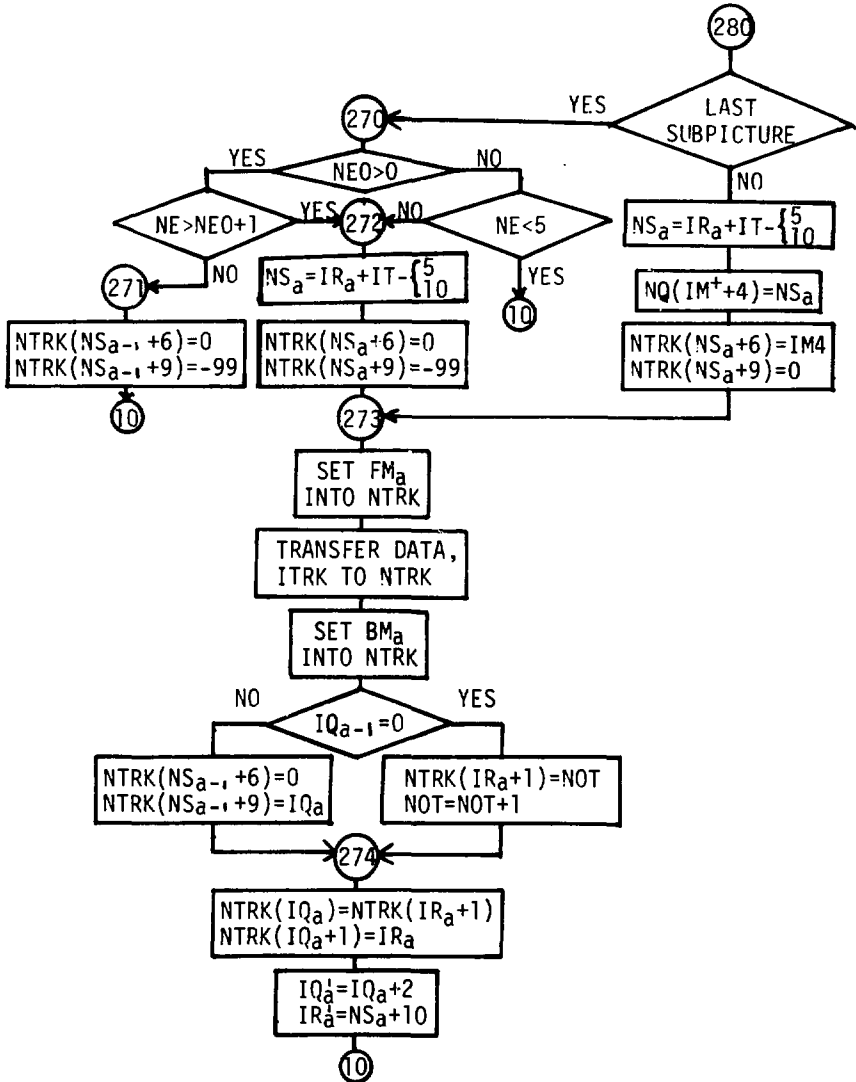 280
LAST
SUBPICTURE
YES
NO
270
NE0>0
YES
NO
NE>NE0+1
YES
272
NO
NE<5
NO
YES
271
10
NSa=IRa+IT-{5
10
NSa=IRa+IT-{5
10
NQ(IM++4)=NSa
NTRK(NSa-1+6)=0
NTRK(NSa-1+9)=-99
NTRK(NSa+6)=0
NTRK(NSa+9)=-99
NTRK(NSa+6)=IM4
NTRK(NSa+9)=0
10
273
SET FMa
INTO NTRK
TRANSFER DATA,
ITRK TO NTRK
SET BMa
INTO NTRK
NO
YES
IQa-1=0
NTRK(NSa-1+6)=0
NTRK(NSa-1+9)=IQa
NTRK(IRa+1)=NOT
NOT=NOT+1
274
NTRK(IQa)=NTRK(IRa+1)
NTRK(IQa+1)=IRa
IQa'=IQa+2
IRa'=NSa+10
10